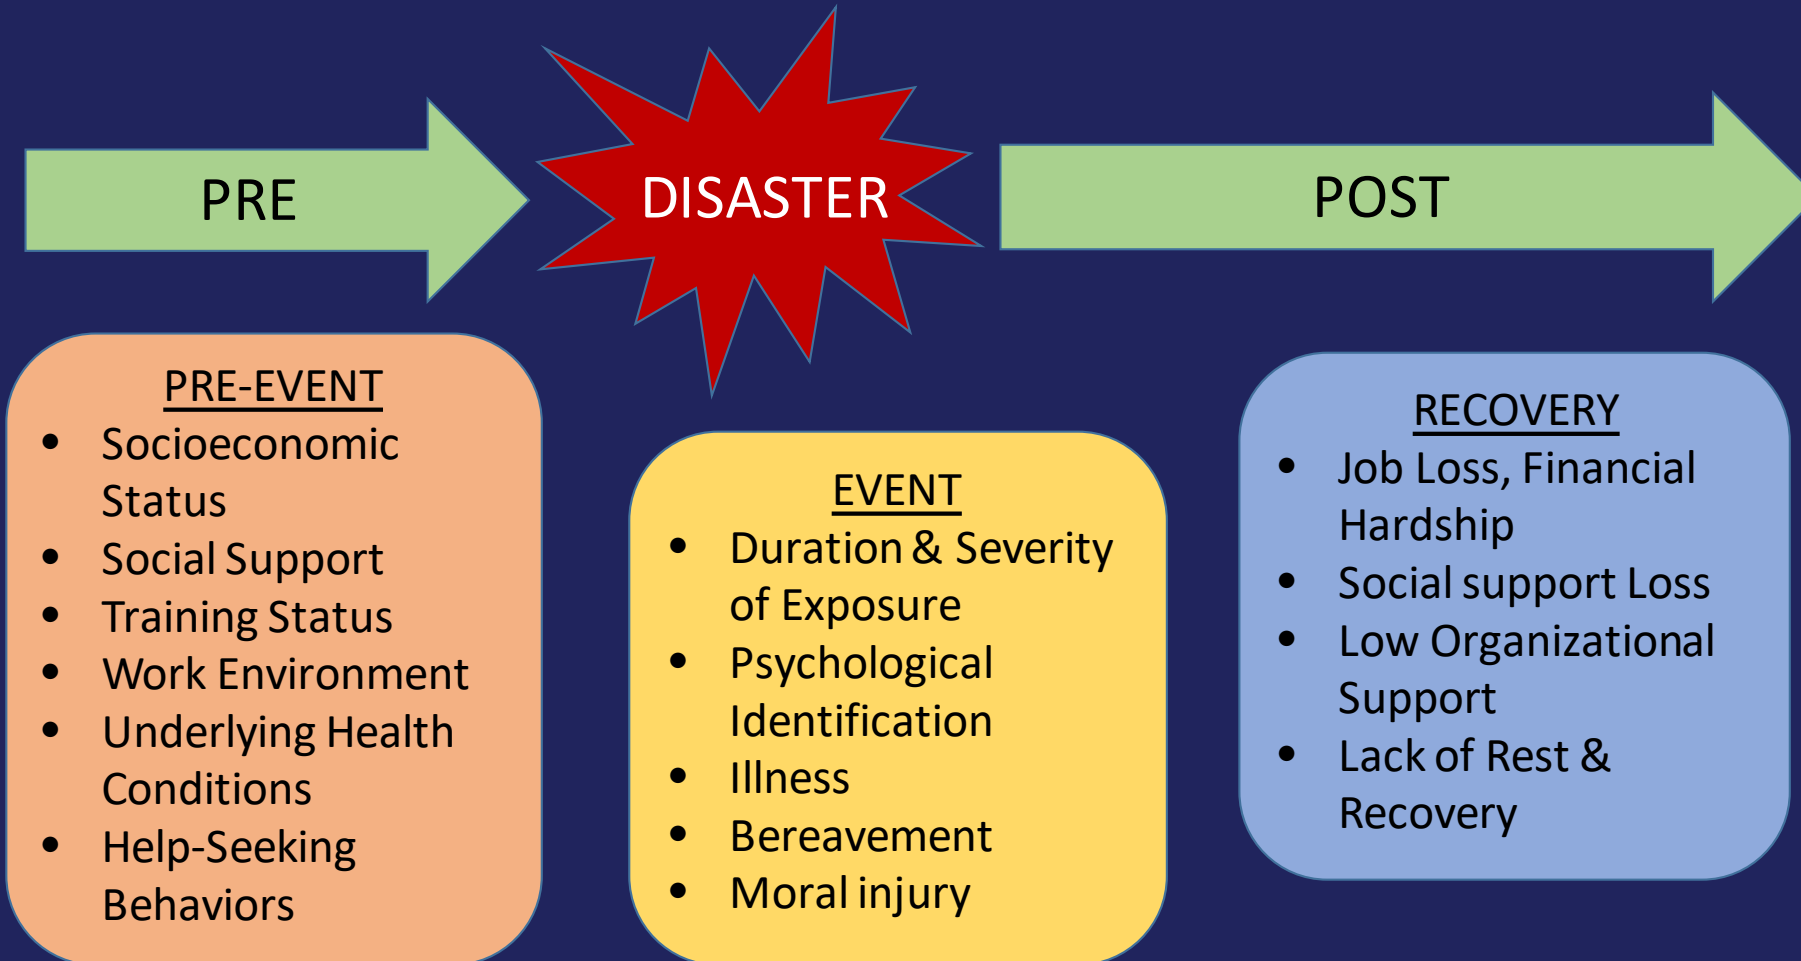 PRE
DISASTER
POST
PRE-EVENT
• Socioeconomic
Status
• Social Support
• Training Status
• Work Environment
• Underlying Health
Conditions
• Help-Seeking
Behaviors
EVENT
• Duration & Severity
of Exposure
• Psychological
Identification
• Illness
• Bereavement
• Moral injury
RECOVERY
• Job Loss, Financial
Hardship
• Social support Loss
• Low Organizational
Support
• Lack of Rest &
Recovery